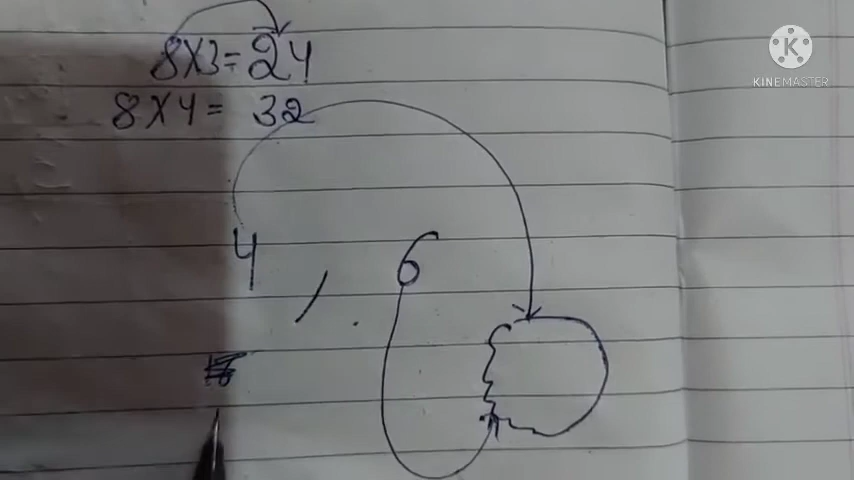 8X3=24
KINEMASTER
8X4= 32
4 , 6